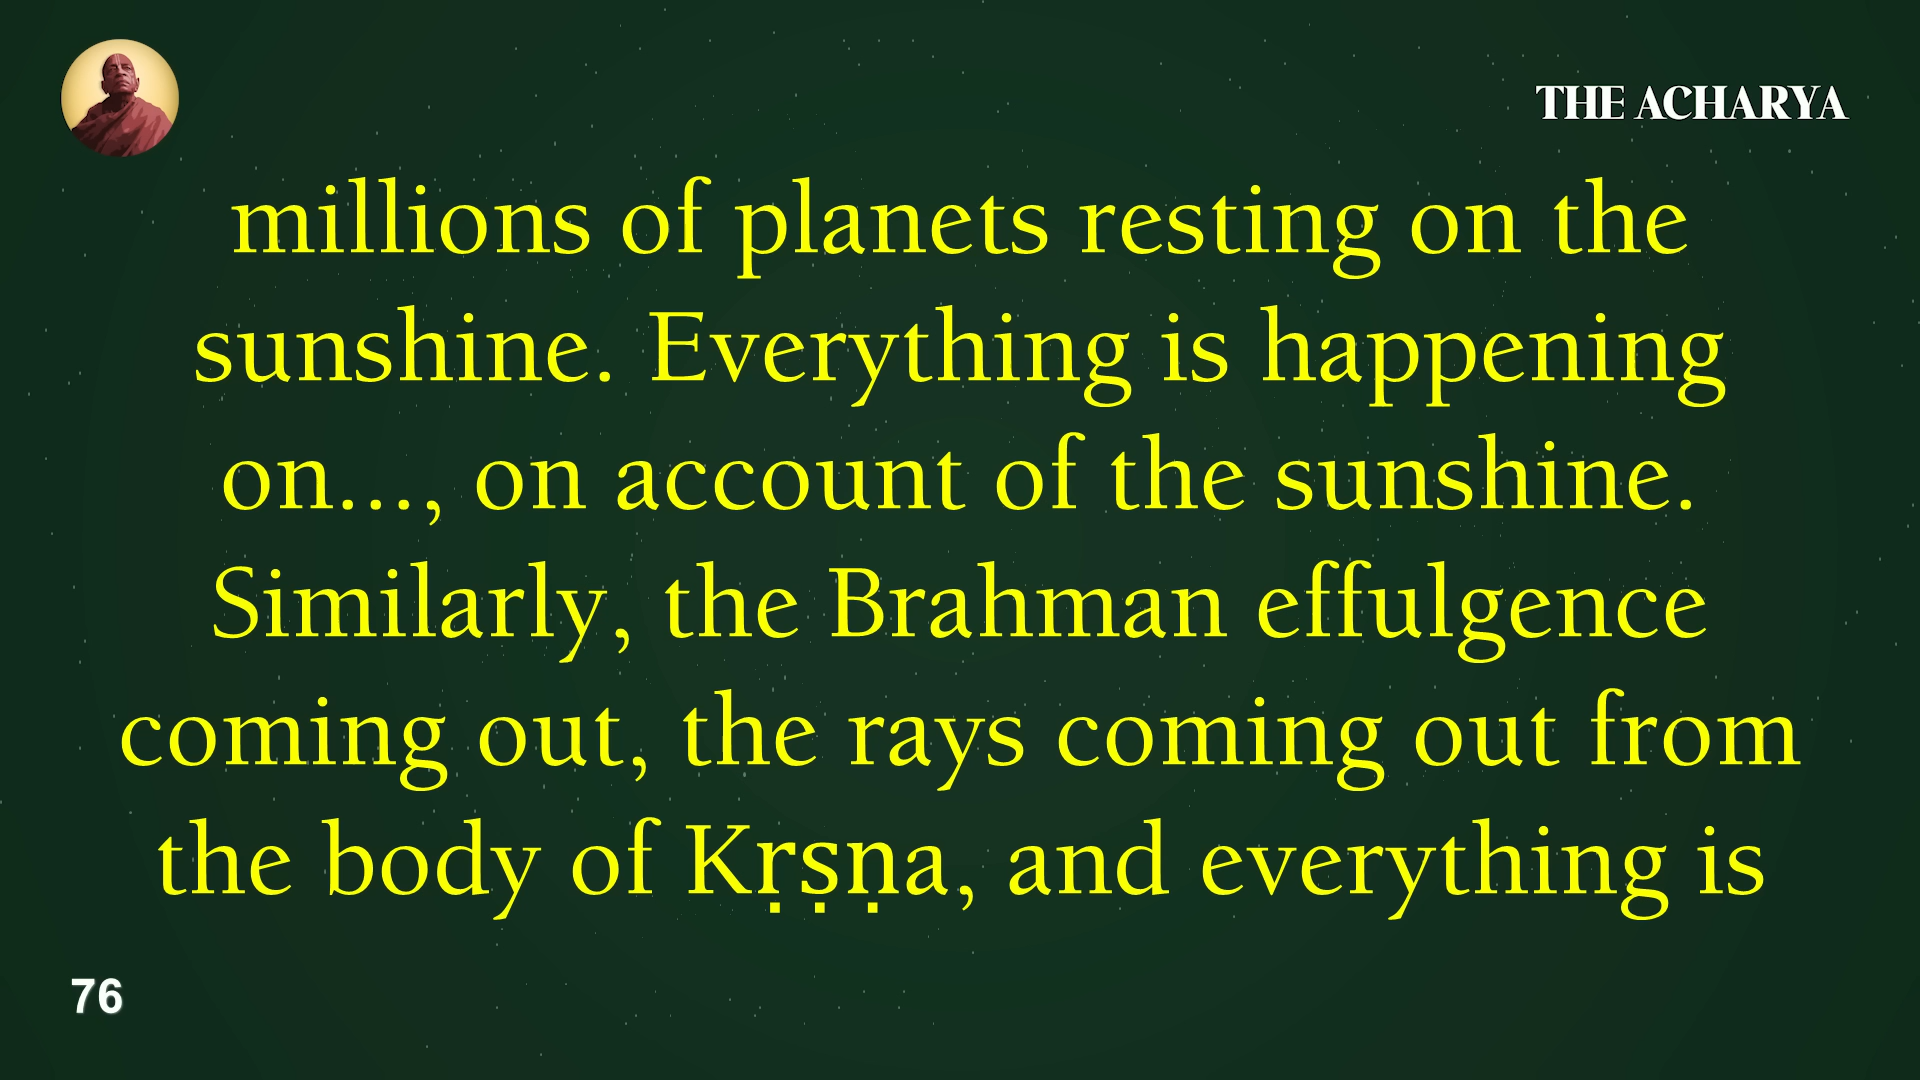 THE ACHARYA
millions of planets resting on the
sunshine. Everything is happening
on..., on account of the sunshine.
Similarly, the Brahman effulgence
coming out, the rays coming out from
the body of Kṛṣṇa, and everything is
76